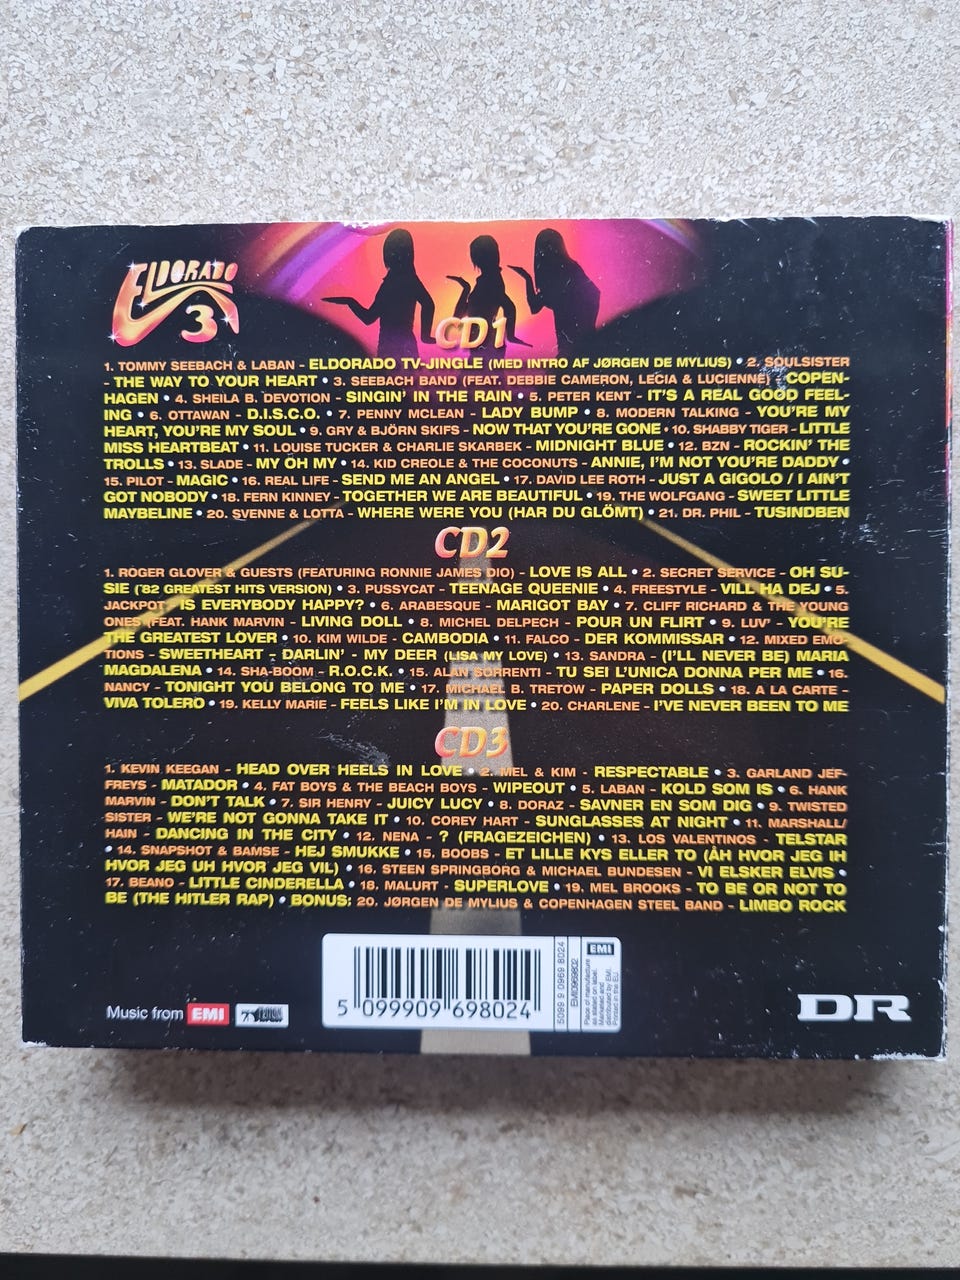 ELDORADO
3
CD1
1. TOMMY SEEBACH & LABAN - ELDORADO TV-JINGLE (MED INTRO AF JØRGEN DE MYLIUS) • 2. SOULSISTER
- THE WAY TO YOUR HEART • 3. SEEBACH BAND (FEAT. DEBBIE CAMERON, LECIA & LUCIENNE) - COPEN-
HAGEN • 4. SHEILA B. DEVOTION - SINGIN' IN THE RAIN • 5. PETER KENT - IT'S A REAL GOOD FEEL-
ING • 6. OTTAWAN - D.I.S.C.O. • 7. PENNY MCLEAN - LADY BUMP • 8. MODERN TALKING - YOU'RE MY
HEART, YOU'RE MY SOUL • 9. GRY & BJÖRN SKIFS - NOW THAT YOU'RE GONE • 10. SHABBY TIGER - LITTLE
MISS HEARTBEAT • 11. LOUISE TUCKER & CHARLIE SKARBEK - MIDNIGHT BLUE • 12. BZN - ROCKIN' THE
TROLLS • 13. SLADE - MY OH MY • 14. KID CREOLE & THE COCONUTS - ANNIE, I'M NOT YOU'RE DADDY •
15. PILOT - MAGIC • 16. REAL LIFE - SEND ME AN ANGEL • 17. DAVID LEE ROTH - JUST A GIGOLO / I AIN'T
GOT NOBODY • 18. FERN KINNEY - TOGETHER WE ARE BEAUTIFUL • 19. THE WOLFGANG - SWEET LITTLE
MAYBELINE • 20. SVENNE & LOTTA - WHERE WERE YOU (HAR DU GLÖMT) • 21. DR. PHIL - TUSINDBEN
CD2
1. ROGER GLOVER & GUESTS (FEATURING RONNIE JAMES DIO) - LOVE IS ALL • 2. SECRET SERVICE - OH SU-
SIE ('82 GREATEST HITS VERSION) • 3. PUSSYCAT - TEENAGE QUEENIE • 4. FREESTYLE - VILL HA DEJ • 5.
JACKPOT - IS EVERYBODY HAPPY? • 6. ARABESQUE - MARIGOT BAY • 7. CLIFF RICHARD & THE YOUNG
ONES (FEAT. HANK MARVIN - LIVING DOLL • 8. MICHEL DELPECH - POUR UN FLIRT • 9. LUV' - YOU'RE
THE GREATEST LOVER • 10. KIM WILDE - CAMBODIA • 11. FALCO - DER KOMMISSAR • 12. MIXED EMO-
TIONS - SWEETHEART - DARLIN' - MY DEER (LISA MY LOVE) • 13. SANDRA - (I'LL NEVER BE) MARIA
MAGDALENA • 14. SHA-BOOM - R.O.C.K. • 15. ALAN SORRENTI - TU SEI L'UNICA DONNA PER ME • 16.
NANCY - TONIGHT YOU BELONG TO ME • 17. MICHAEL B. TRETOW - PAPER DOLLS • 18. A LA CARTE -
VIVA TOLERO • 19. KELLY MARIE - FEELS LIKE I'M IN LOVE • 20. CHARLENE - I'VE NEVER BEEN TO ME
CD3
1. KEVIN KEEGAN - HEAD OVER HEELS IN LOVE • 2. MEL & KIM - RESPECTABLE • 3. GARLAND JEF-
FREYS - MATADOR • 4. FAT BOYS & THE BEACH BOYS - WIPEOUT • 5. LABAN - KOLD SOM IS • 6. HANK
MARVIN - DON'T TALK • 7. SIR HENRY - JUICY LUCY • 8. DORAZ - SAVNER EN SOM DIG • 9. TWISTED
SISTER - WE'RE NOT GONNA TAKE IT • 10. COREY HART - SUNGLASSES AT NIGHT • 11. MARSHALL/
HAIN - DANCING IN THE CITY • 12. NENA - ? (FRAGEZEICHEN) • 13. LOS VALENTINOS - TELSTAR
• 14. SNAPSHOT & BAMSE - HEJ SMUKKE • 15. BOOBS - ET LILLE KYS ELLER TO (ÅH HVOR JEG IH
HVOR JEG UH HVOR JEG VIL) • 16. STEEN SPRINGBORG & MICHAEL BUNDESEN - VI ELSKER ELVIS •
17. BEANO - LITTLE CINDERELLA • 18. MALURT - SUPERLOVE • 19. MEL BROOKS - TO BE OR NOT TO
BE (THE HITLER RAP) • BONUS: 20. JØRGEN DE MYLIUS & COPENHAGEN STEEL BAND - LIMBO ROCK
Music from EMI
5 099909 698024
5099 9 0969 8024
EMI
Place of manufacture
as stated on label.
Marketed and
distributed by EMI.
Printed in the EU
DR